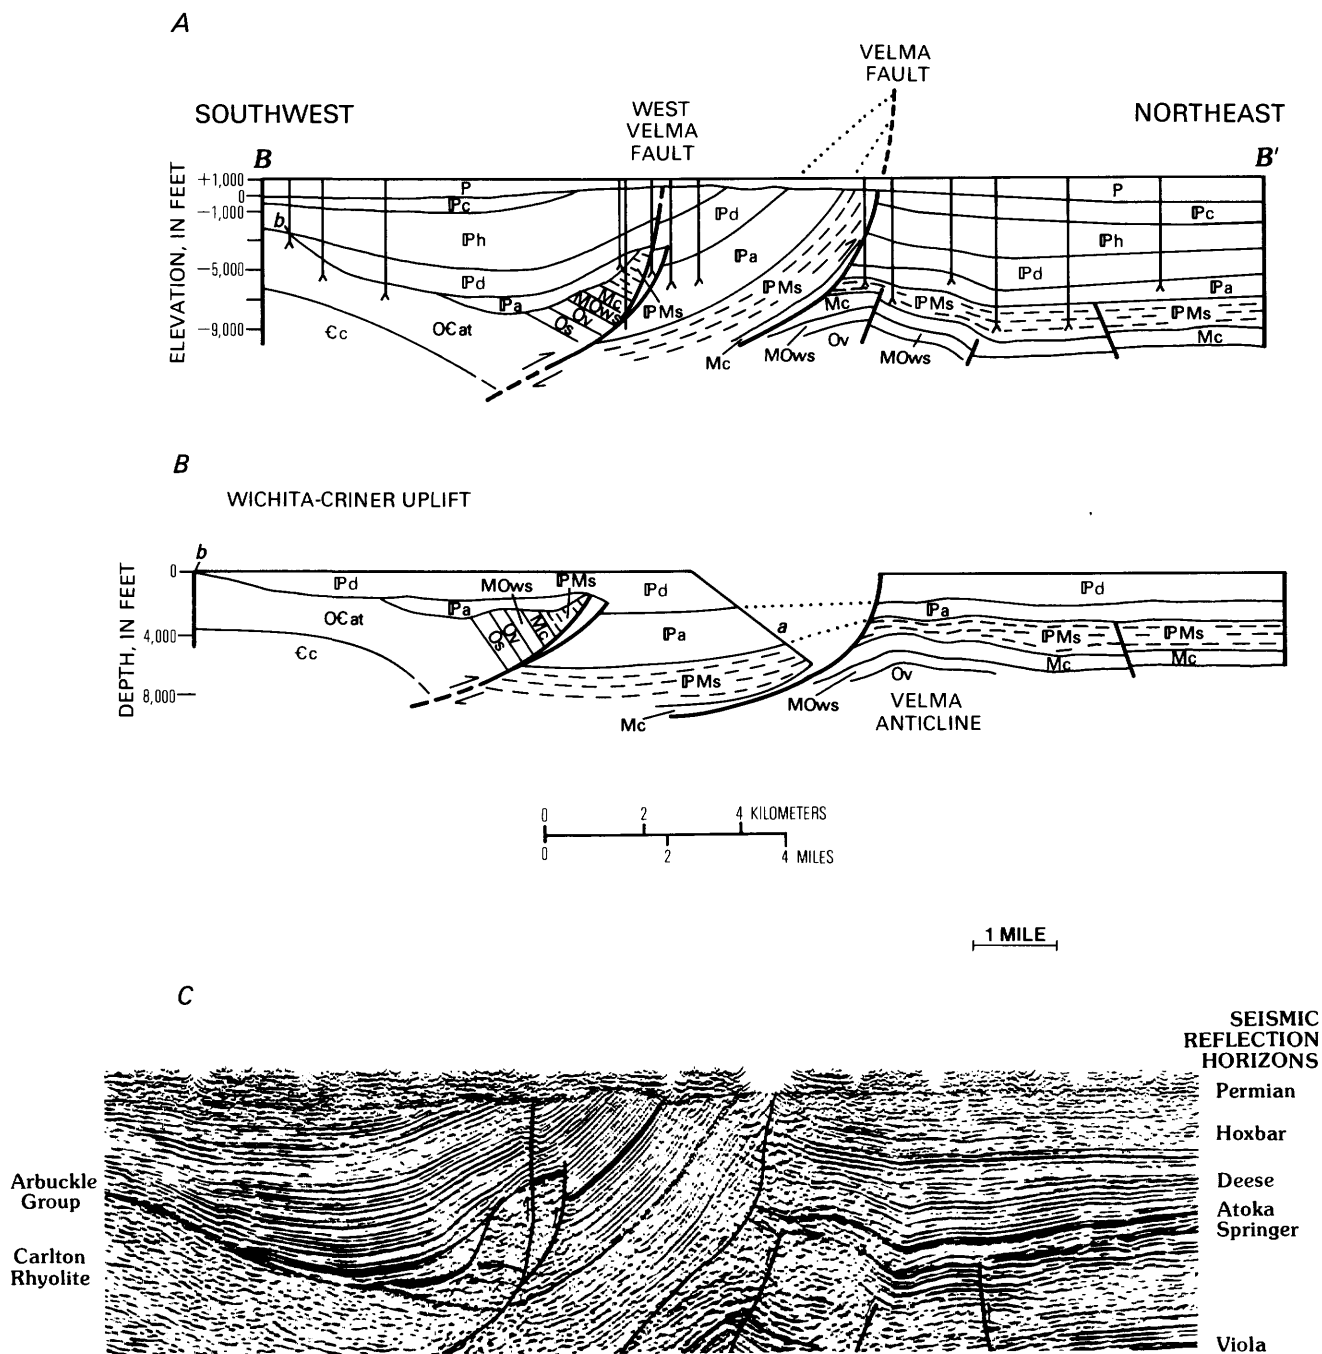 A
VELMA
FAULT
SOUTHWEST
WEST
VELMA
FAULT
NORTHEAST
B
B'
ELEVATION, IN FEET
+1,000
0
−1,000
−5,000
−9,000
b
P
ℙc
ℙh
ℙd
ℙa
Mc
MOws
Ov
Os
ℙMs
O€at
€c
ℙd
ℙa
ℙMs
Mc
MOws
Mc
Ov
MOws
ℙMs
P
ℙc
ℙh
ℙd
ℙa
ℙMs
Mc
B
WICHITA-CRINER UPLIFT
DEPTH, IN FEET
0
4,000
8,000
b
ℙd
MOws
ℙMs
ℙd
ℙd
O€at
ℙa
Os
Ov
Mc
ℙa
a
ℙa
€c
ℙMs
ℙMs
ℙMs
Mc
Mc
Mc
MOws
Ov
VELMA
ANTICLINE
0 2 4 KILOMETERS
0 2 4 MILES
1 MILE
C
SEISMIC
REFLECTION
HORIZONS
Permian
Hoxbar
Deese
Atoka
Springer
Viola
Arbuckle
Group
Carlton
Rhyolite